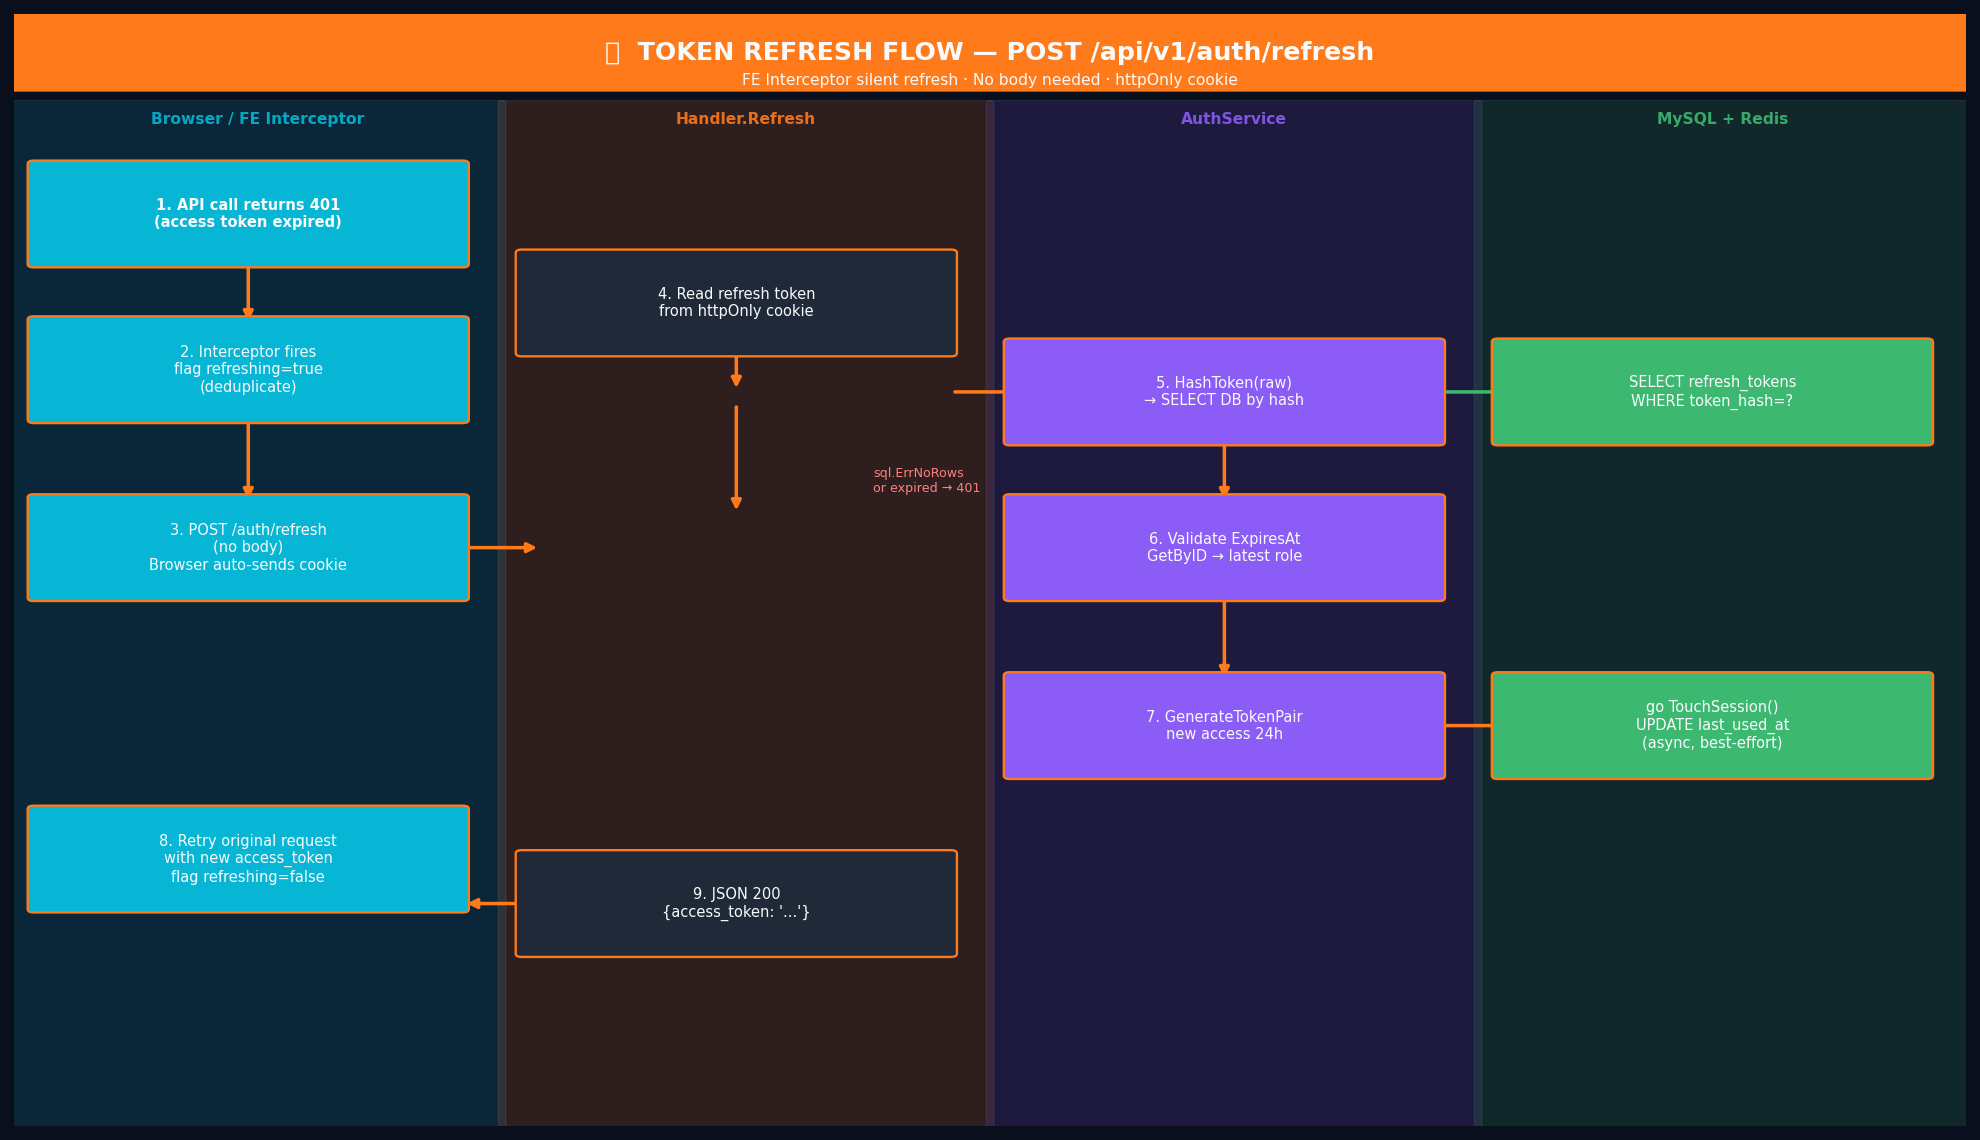 TOKEN REFRESH FLOW — POST /api/v1/auth/refresh
FE Interceptor silent refresh · No body needed · httpOnly cookie
Browser / FE Interceptor
Handler.Refresh
AuthService
MySQL + Redis
1. API call returns 401
(access token expired)
2. Interceptor fires
flag refreshing=true
(deduplicate)
3. POST /auth/refresh
(no body)
Browser auto-sends cookie
4. Read refresh token
from httpOnly cookie
sql.ErrNoRows
or expired → 401
5. HashToken(raw)
→ SELECT DB by hash
SELECT refresh_tokens
WHERE token_hash=?
6. Validate ExpiresAt
GetByID → latest role
7. GenerateTokenPair
new access 24h
go TouchSession()
UPDATE last_used_at
(async, best-effort)
8. Retry original request
with new access_token
flag refreshing=false
9. JSON 200
{access_token: '...'}